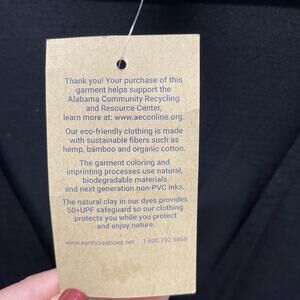 Thank you! Your purchase of this
garment helps support the
Alabama Community Recycling
and Resource Center,
learn more at: www.aeconline.org.
Our eco-friendly clothing is made
with sustainable fibers such as
hemp, bamboo and organic cotton.
The garment coloring and
imprinting processes use natural,
biodegradable materials
and next generation non-PVC inks.
The natural clay in our dyes provides
50+UPF safeguard so our clothing
protects you while you protect
and enjoy nature.
www.earthcreations.net 1.800.792.9868